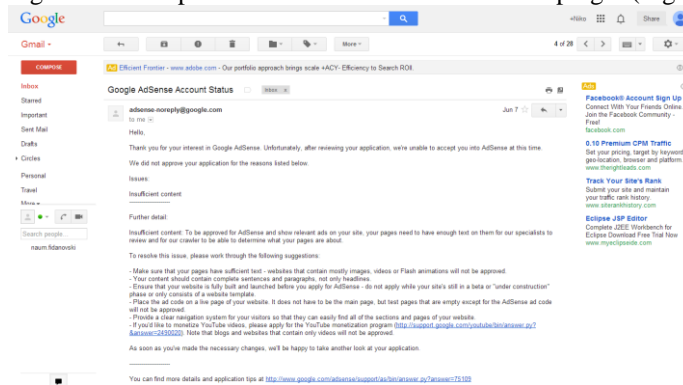 Google
+Niko
Share
Gmail
More
4 of 28
COMPOSE
Ad Efficient Frontier - www.adobe.com - Our portfolio approach brings scale +ACY- Efficiency to Search ROI.
Inbox
Starred
Important
Sent Mail
Drafts
Circles
Personal
Travel
More
Search people...
naum.fidanovski
Google AdSense Account Status
Inbox x
adsense-noreply@google.com
Jun 7
to me
Hello,
Thank you for your interest in Google AdSense. Unfortunately, after reviewing your application, we're unable to accept you into AdSense at this time.
We did not approve your application for the reasons listed below.
Issues:
Insufficient content
---------------------
Further detail:
Insufficient content: To be approved for AdSense and show relevant ads on your site, your pages need to have enough text on them for our specialists to
review and for our crawler to be able to determine what your pages are about.
To resolve this issue, please work through the following suggestions:
- Make sure that your pages have sufficient text - websites that contain mostly images, videos or Flash animations will not be approved.
- Your content should contain complete sentences and paragraphs, not only headlines.
- Ensure that your website is fully built and launched before you apply for AdSense - do not apply while your site's still in a beta or "under construction"
phase or only consists of a website template.
- Place the ad code on a live page of your website. It does not have to be the main page, but test pages that are empty except for the AdSense ad code
will not be approved.
- Provide a clear navigation system for your visitors so that they can easily find all of the sections and pages of your website.
- If you'd like to monetize YouTube videos, please apply for the YouTube monetization program (http://support.google.com/youtube/bin/answer.py?
&answer=2490020). Note that blogs and websites that contain only videos will not be approved.
As soon as you've made the necessary changes, we'll be happy to take another look at your application.
---------------------
You can find more details and application tips at http://www.google.com/adsense/support/as/bin/answer.py?answer=75109
Ads
Facebook® Account Sign Up
Connect With Your Friends Online.
Join the Facebook Community -
Free!
facebook.com
0.10 Premium CPM Traffic
Set your pricing, target by keyword
geo-location, browser and platform.
www.thenghtleads.com
Track Your Site's Rank
Submit your site and maintain
your traffic rank history.
www.siterankhistory.com
Eclipse JSP Editor
Complete J2EE Workbench for
Eclipse Download Free Trial Now
www.myeclipseide.com